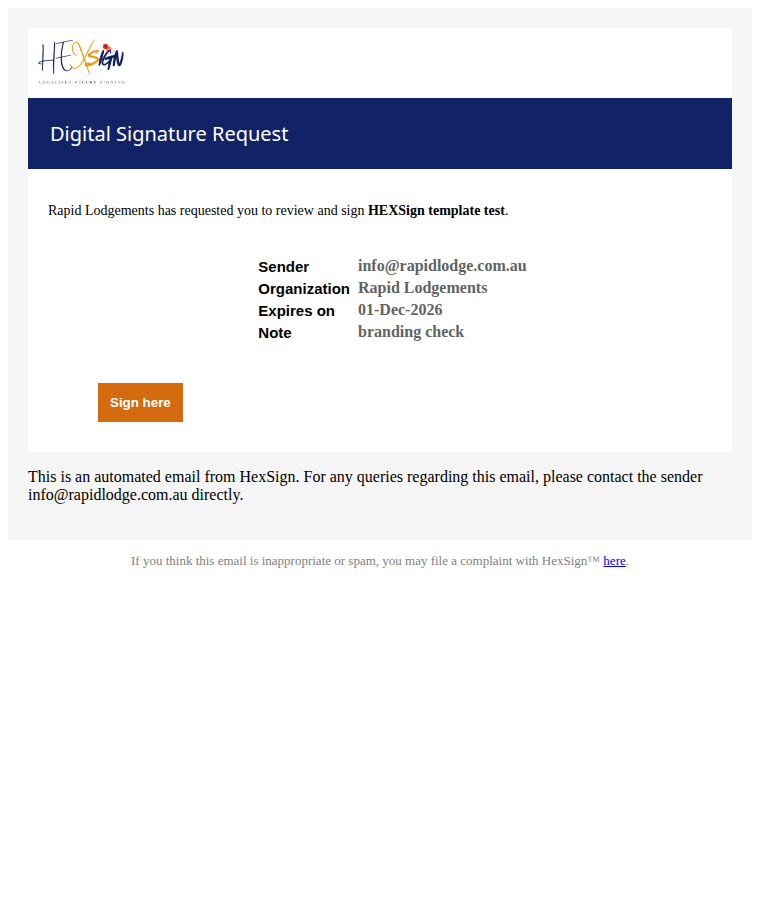 HEXSIGN
LOCALISED SECURE SIGNING
Digital Signature Request
Rapid Lodgements has requested you to review and sign HEXSign template test.
Sender info@rapidlodge.com.au
Organization Rapid Lodgements
Expires on 01-Dec-2026
Note branding check
Sign here
This is an automated email from HexSign. For any queries regarding this email, please contact the sender
info@rapidlodge.com.au directly.
If you think this email is inappropriate or spam, you may file a complaint with HexSign™ here.